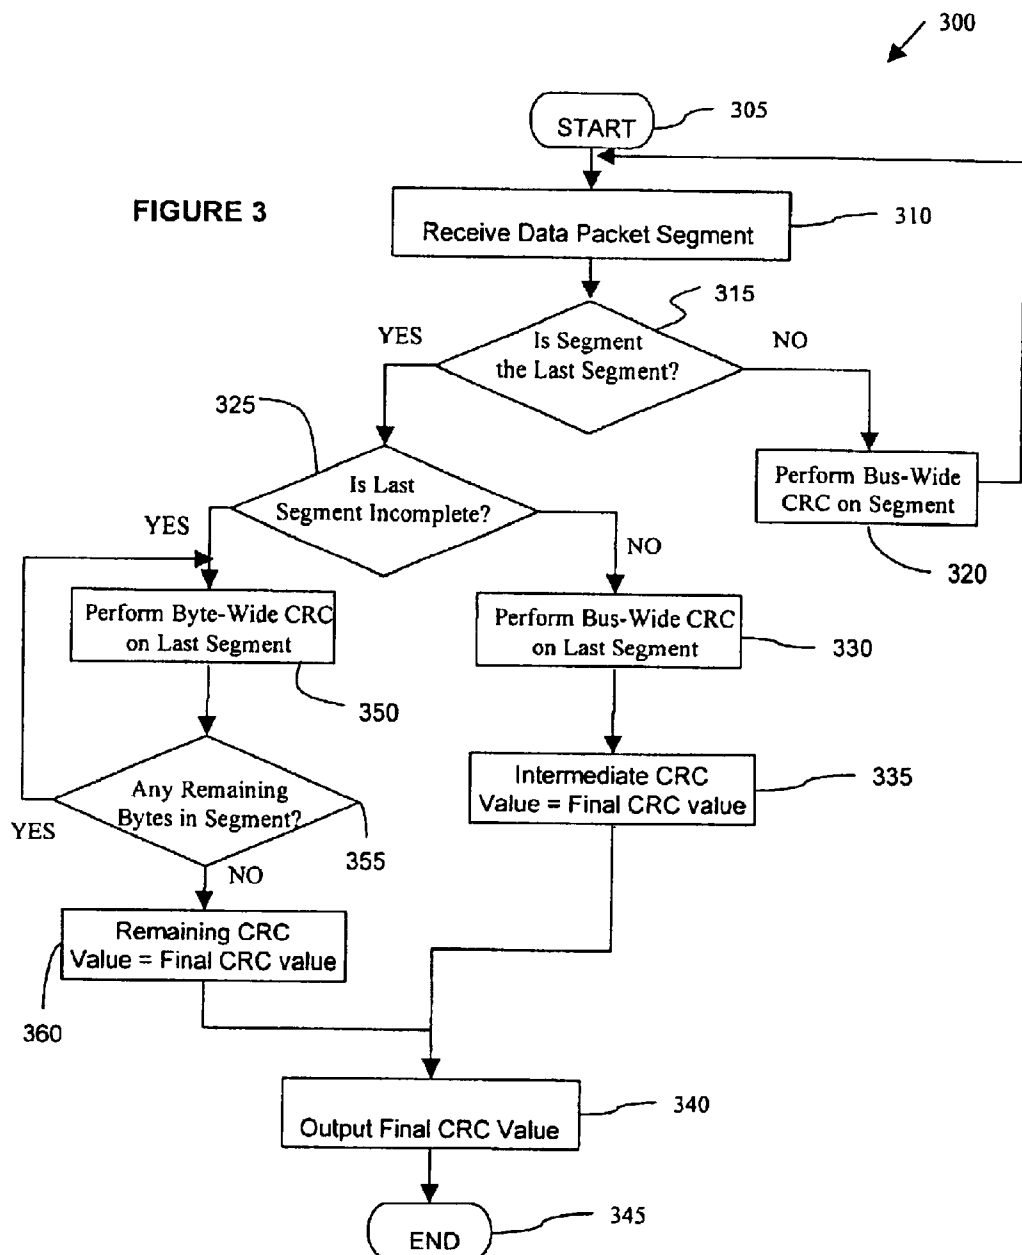 300
START
305
FIGURE 3
Receive Data Packet Segment
310
315
YES
Is Segment
the Last Segment?
NO
325
Is Last
Segment Incomplete?
Perform Bus-Wide
CRC on Segment
320
YES
NO
Perform Byte-Wide CRC
on Last Segment
350
Perform Bus-Wide CRC
on Last Segment
330
Any Remaining
Bytes in Segment?
YES
355
NO
Intermediate CRC
Value = Final CRC value
335
Remaining CRC
Value = Final CRC value
360
Output Final CRC Value
340
END
345